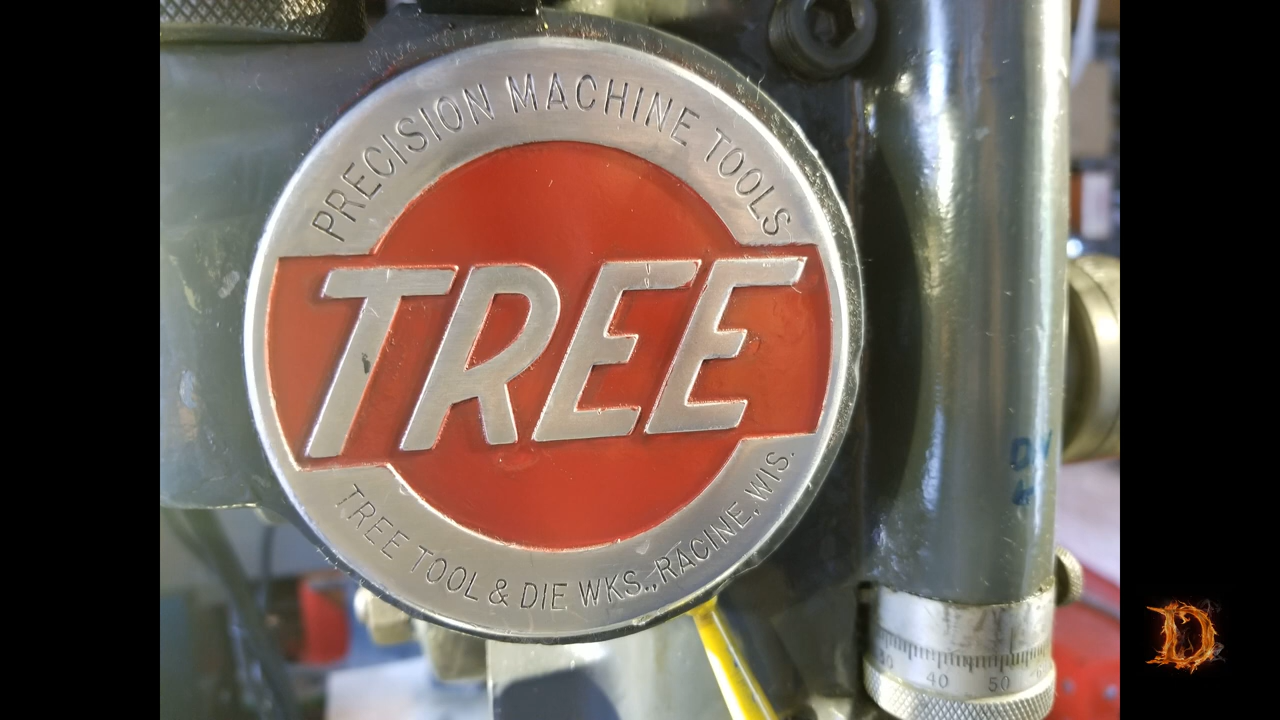 PRECISION MACHINE TOOLS
TREE
TREE TOOL & DIE WKS., RACINE, WIS.
40 50
D